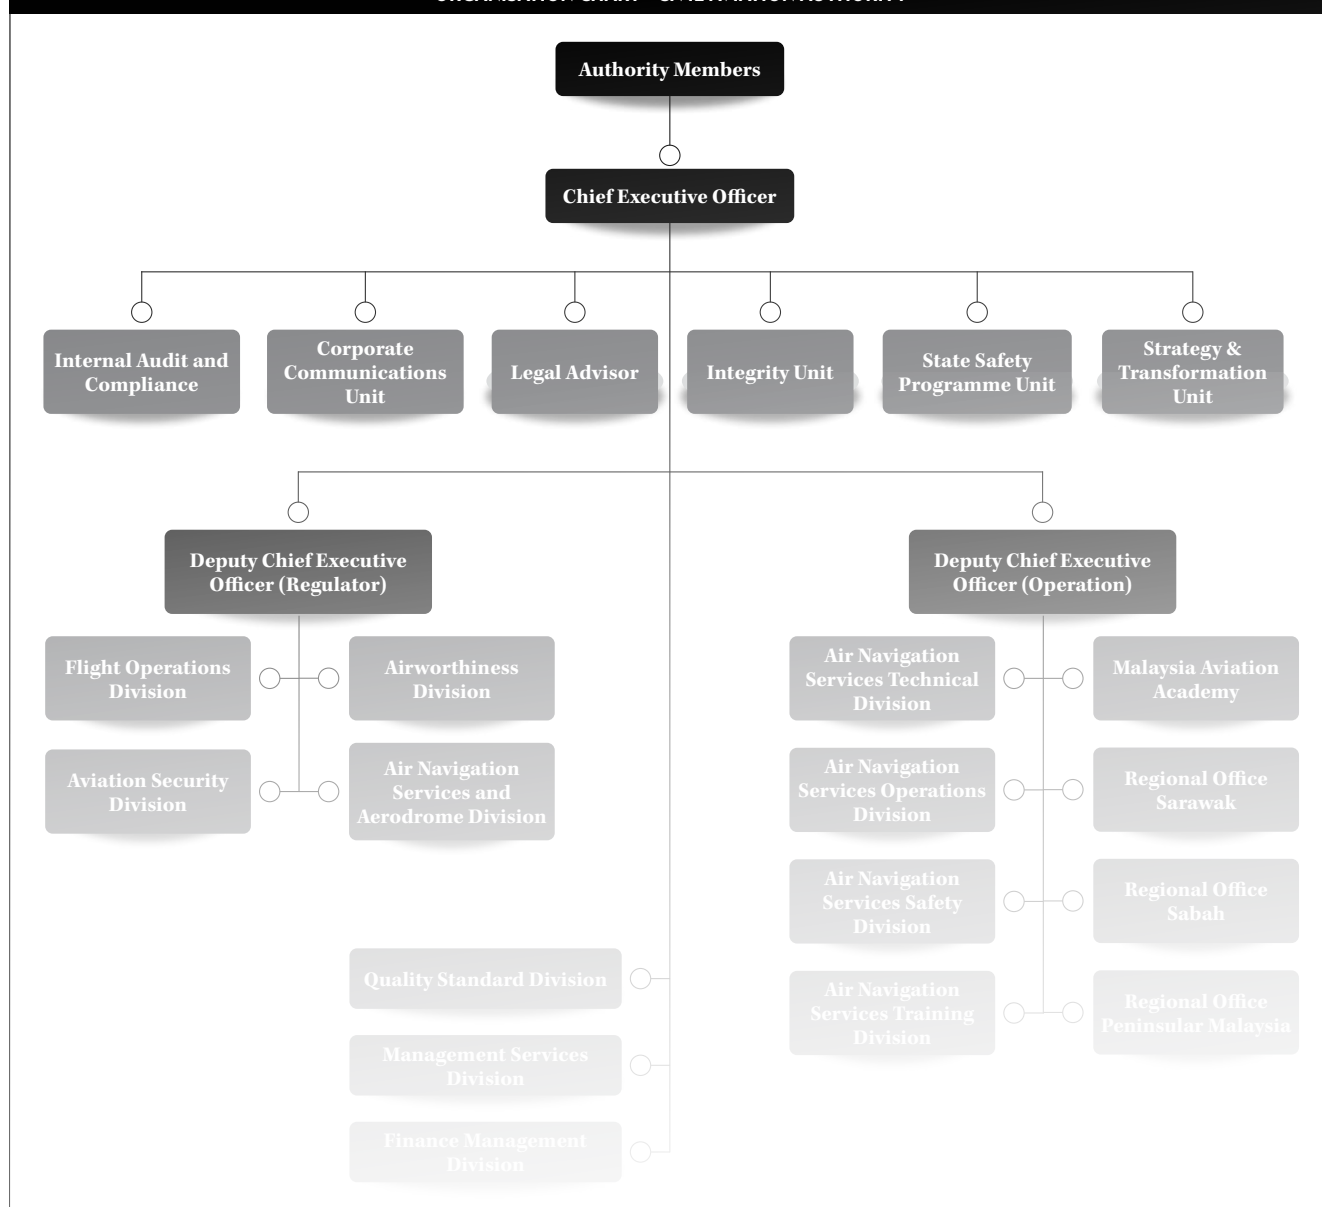 Authority Members
Chief Executive Officer
Internal Audit and
Compliance
Corporate
Communications
Unit
Legal Advisor
Integrity Unit
State Safety
Programme Unit
Strategy &
Transformation
Unit
Deputy Chief Executive
Officer (Regulator)
Deputy Chief Executive
Officer (Operation)
Flight Operations
Division
Airworthiness
Division
Aviation Security
Division
Air Navigation
Services and
Aerodrome Division
Air Navigation
Services Technical
Division
Malaysia Aviation
Academy
Air Navigation
Services Operations
Division
Regional Office
Sarawak
Air Navigation
Services Safety
Division
Regional Office
Sabah
Air Navigation
Services Training
Division
Regional Office
Peninsular Malaysia
Quality Standard Division
Management Services
Division
Finance Management
Division